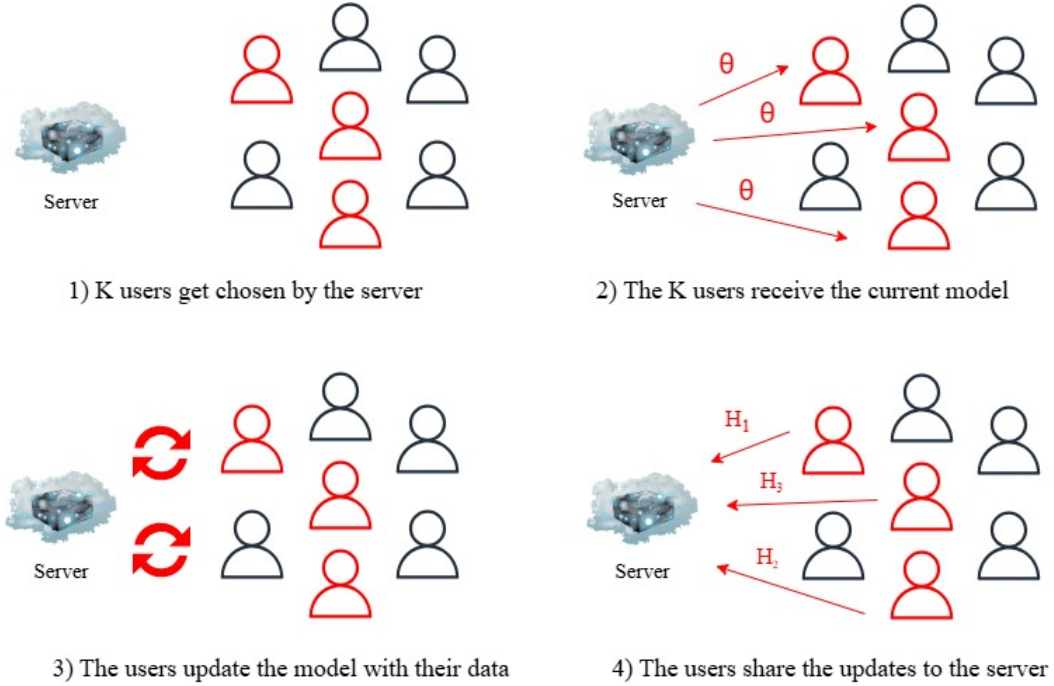 Server
1) K users get chosen by the server
θ
θ
θ
Server
2) The K users receive the current model
Server
3) The users update the model with their data
H₁
H₃
H₂
Server
4) The users share the updates to the server